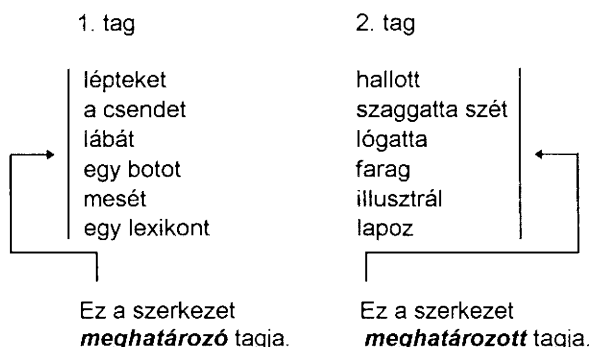 1. tag
2. tag
lépteket
hallott
a csendet
szaggatta szét
lábát
lógatta
egy botot
farag
mesét
illusztrál
egy lexikont
lapoz
Ez a szerkezet
meghatározó tagja.
Ez a szerkezet
meghatározott tagja.